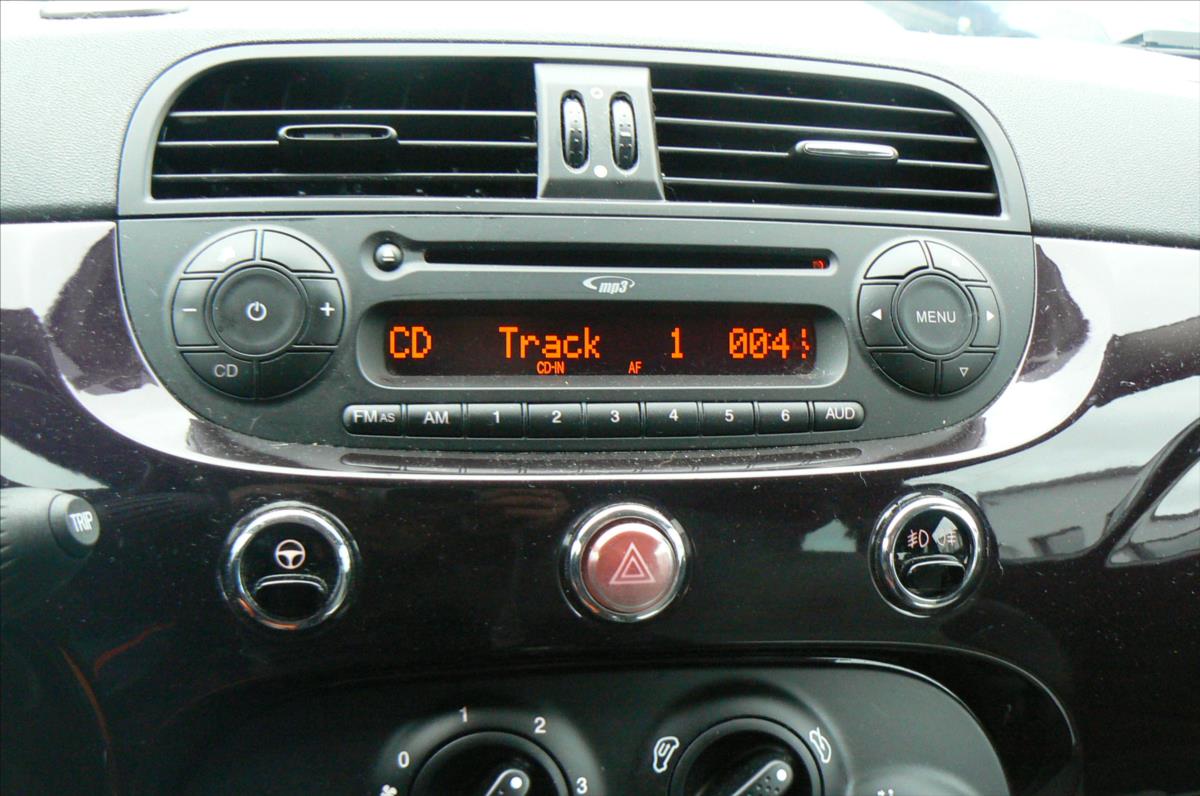 mp3
CD Track 1 004
CD-IN AF
− +
MENU
CD
FM AS AM 1 2 3 4 5 6 AUD
TRIP
1 2
0 3